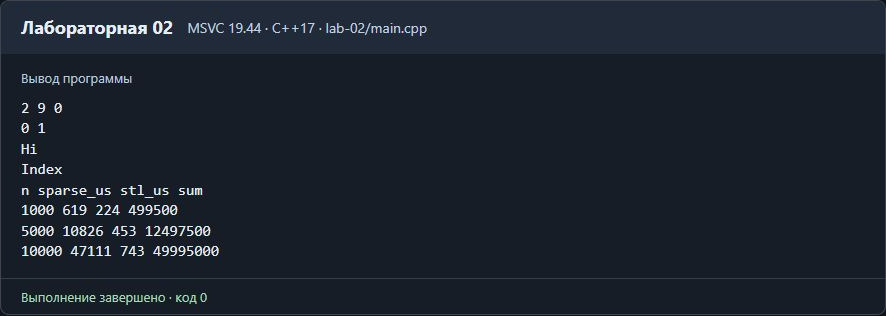 Лабораторная 02 MSVC 19.44 · C++17 · lab-02/main.cpp
Вывод программы
2 9 0
0 1
Hi
Index
n sparse_us stl_us sum
1000 619 224 499500
5000 10826 453 12497500
10000 47111 743 49995000
Выполнение завершено · код 0